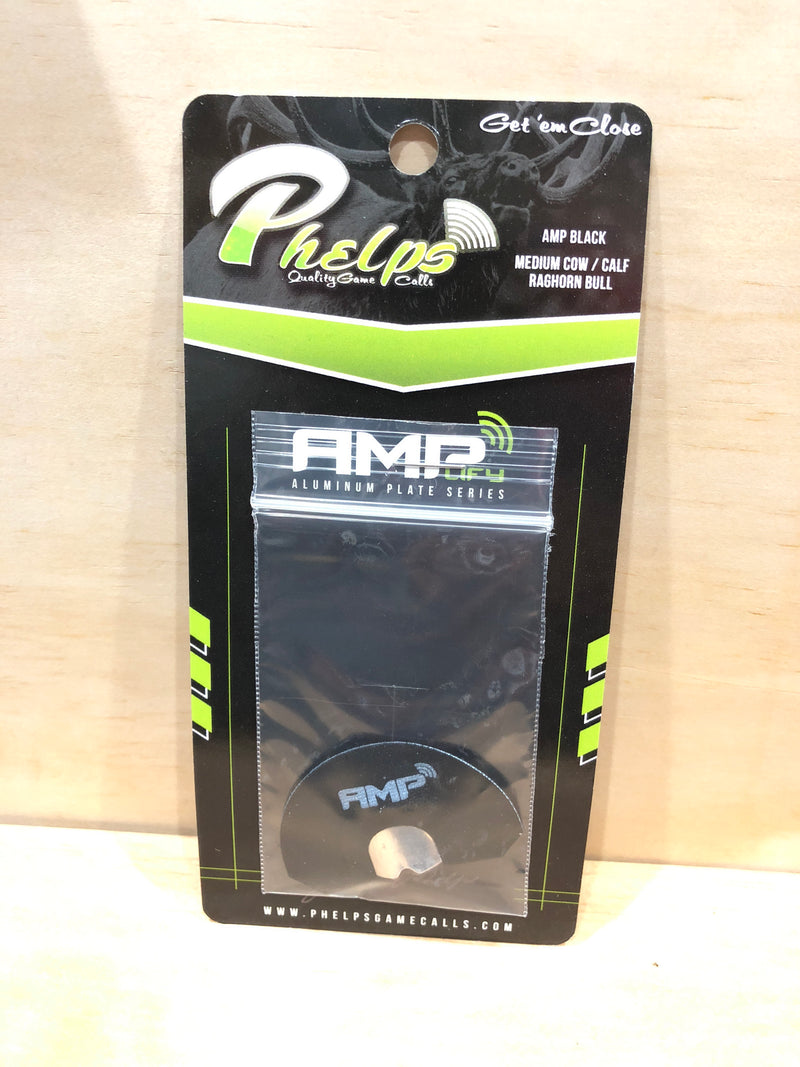 Get 'em Close
Phelps
Quality Game Calls
AMP BLACK
MEDIUM COW / CALF
RAGHORN BULL
AMP
LIFY
ALUMINUM PLATE SERIES
AMP
WWW.PHELPSGAMECALLS.COM